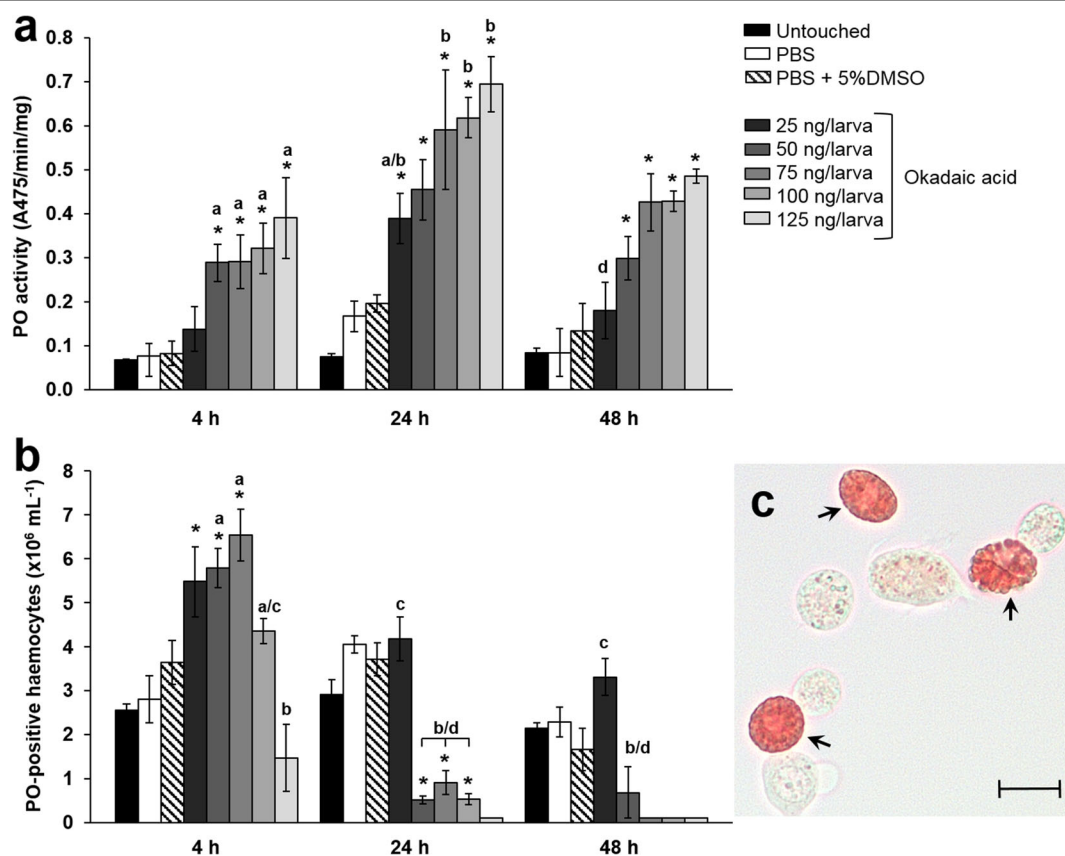 a
PO activity (A475/min/mg)
0.8
0.7
0.6
0.5
0.4
0.3
0.2
0.1
0.0
a
*
a
*
a
*
a
*
a/b
*
*
b
*
b
*
b
*
d
*
*
*
*
4 h
24 h
48 h
Untouched
PBS
PBS + 5%DMSO
25 ng/larva
50 ng/larva
75 ng/larva
100 ng/larva
125 ng/larva
Okadaic acid
b
PO-positive haemocytes (x10⁶ mL⁻¹)
8
7
6
5
4
3
2
1
0
*
a
*
a
*
a/c
b
c
b/d
*
*
*
c
b/d
4 h
24 h
48 h
c